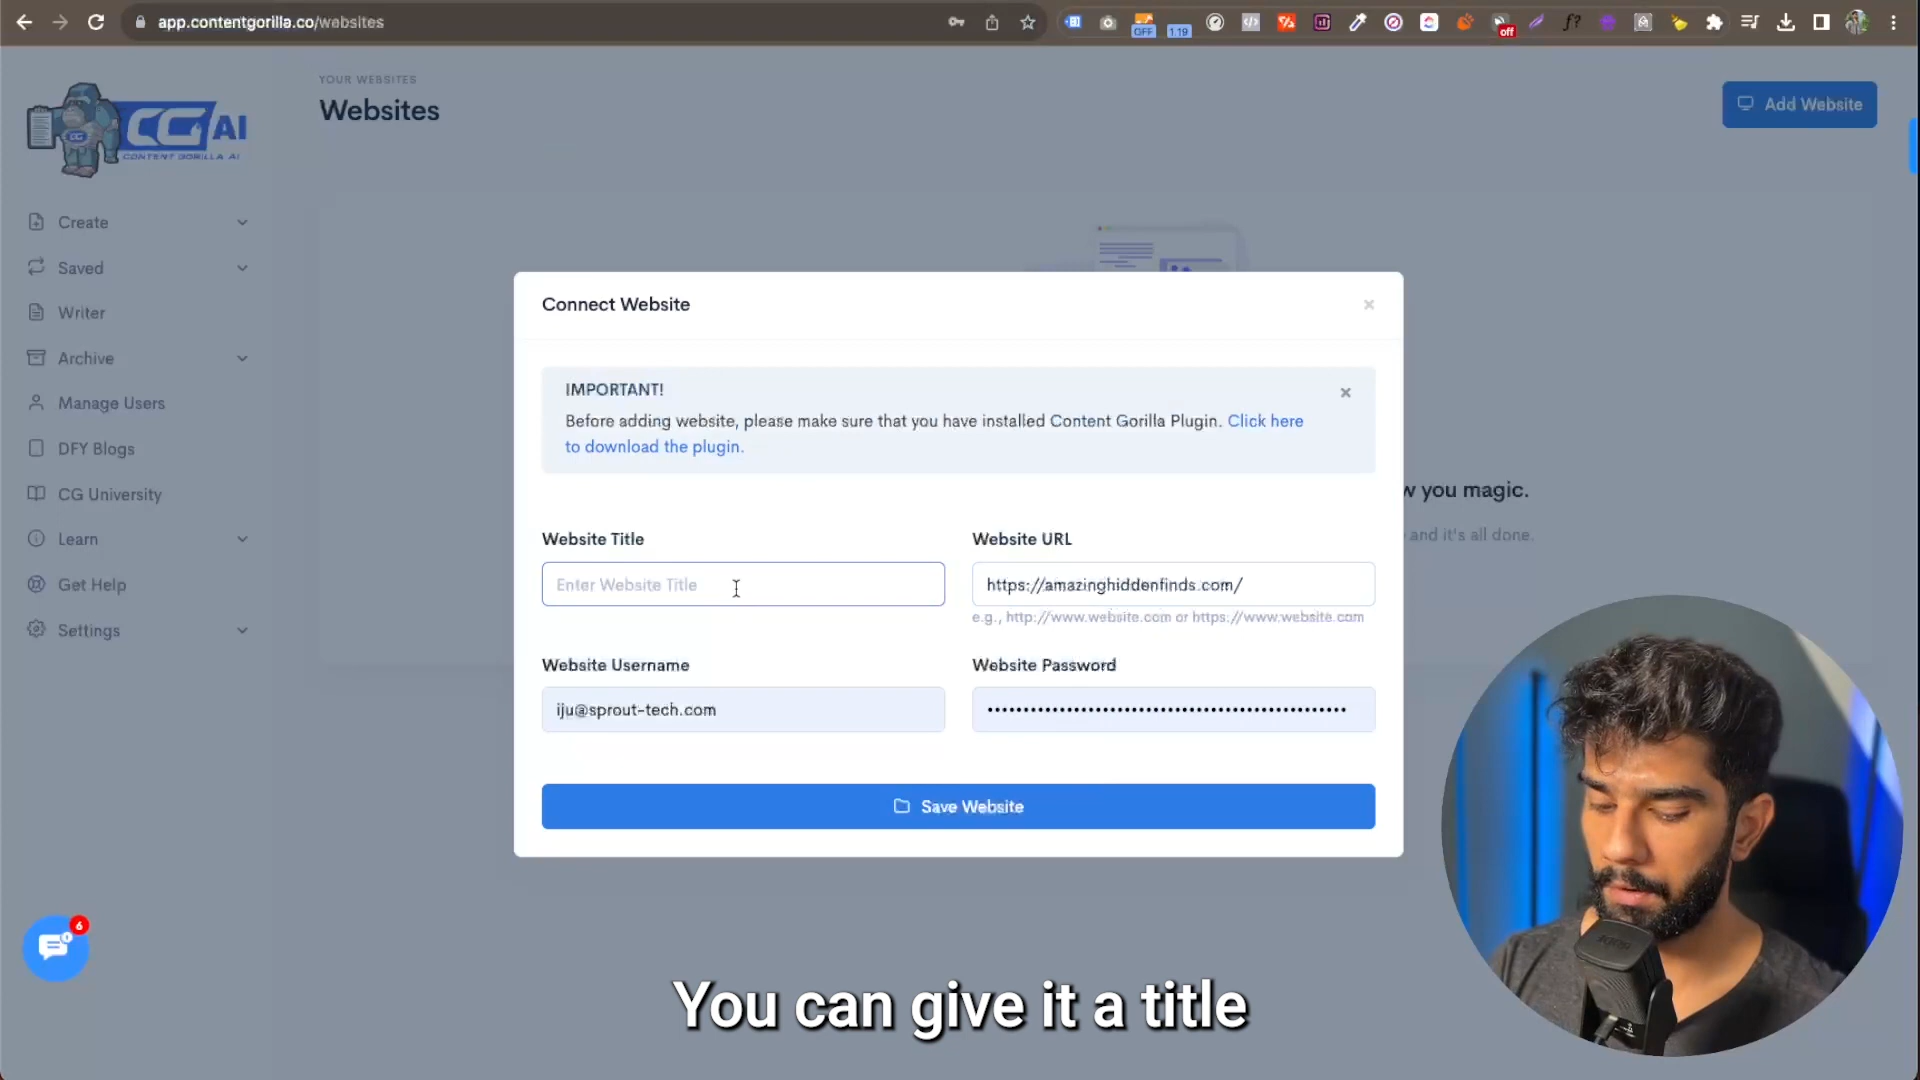 app.contentgorilla.co/websites
OFF
1.19
off
CG AI
CONTENT GORILLA AI
YOUR WEBSITES
Websites
Add Website
Create
Saved
Writer
Archive
Manage Users
DFY Blogs
CG University
Learn
Get Help
Settings
Connect Website
IMPORTANT!
Before adding website, please make sure that you have installed Content Gorilla Plugin. Click here
to download the plugin.
w you magic.
and it's all done.
Website Title
Enter Website Title
Website URL
https://amazinghiddenfinds.com/
e.g., http://www.website.com or https://www.website.com
Website Username
iju@sprout-tech.com
Website Password
Save Website
6
You can give it a title